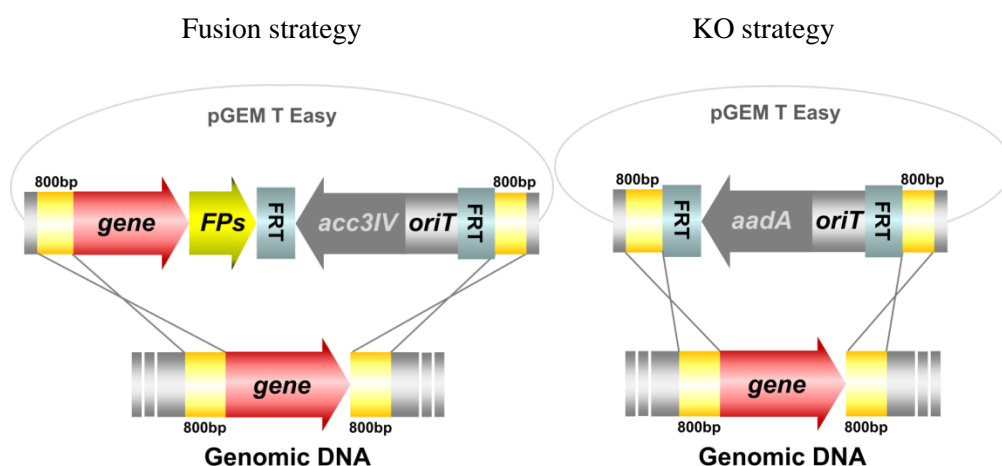 Fusion strategy
KO strategy
pGEM T Easy
pGEM T Easy
800bp
800bp
800bp
800bp
gene
FPs
FRT
acc3IV
oriT
FRT
FRT
aadA
oriT
FRT
gene
gene
800bp
800bp
800bp
800bp
Genomic DNA
Genomic DNA